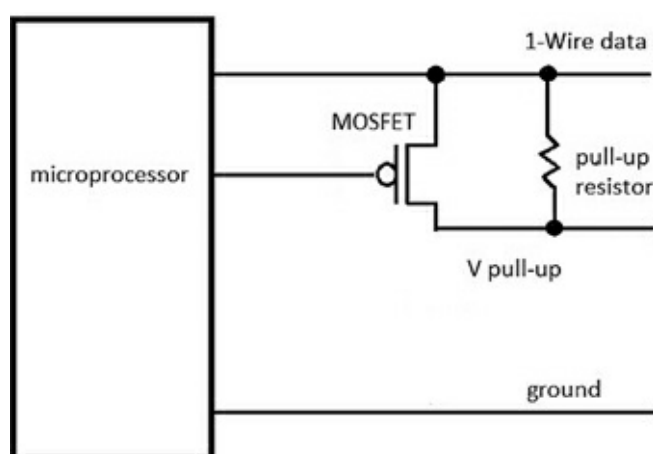 1-Wire data
MOSFET
microprocessor
pull-up
resistor
V pull-up
ground